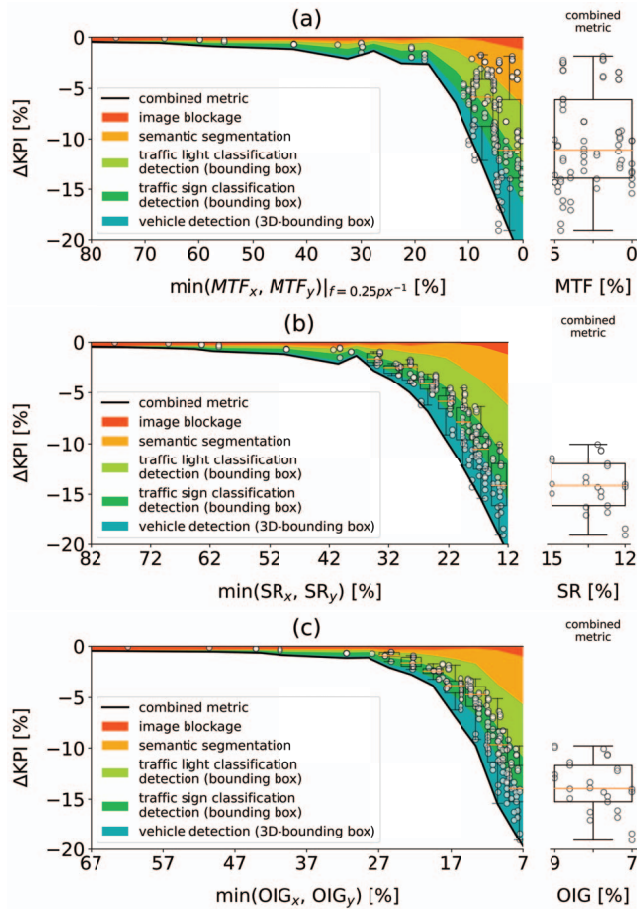 (a)
combined
metric
0
−5
−10
−15
−20
ΔKPI [%]
combined metric
image blockage
semantic segmentation
traffic light classification
detection (bounding box)
traffic sign classification
detection (bounding box)
vehicle detection (3D-bounding box)
80 70 60 50 40 30 20 10 0
min(MTFx, MTFy)|f = 0.25px−1 [%]
5 0
MTF [%]
(b)
combined
metric
0
−5
−10
−15
−20
ΔKPI [%]
combined metric
image blockage
semantic segmentation
traffic light classification
detection (bounding box)
traffic sign classification
detection (bounding box)
vehicle detection (3D-bounding box)
82 72 62 52 42 32 22 12
min(SRx, SRy) [%]
15 12
SR [%]
(c)
combined
metric
0
−5
−10
−15
−20
ΔKPI [%]
combined metric
image blockage
semantic segmentation
traffic light classification
detection (bounding box)
traffic sign classification
detection (bounding box)
vehicle detection (3D-bounding box)
67 57 47 37 27 17 7
min(OIGx, OIGy) [%]
9 7
OIG [%]